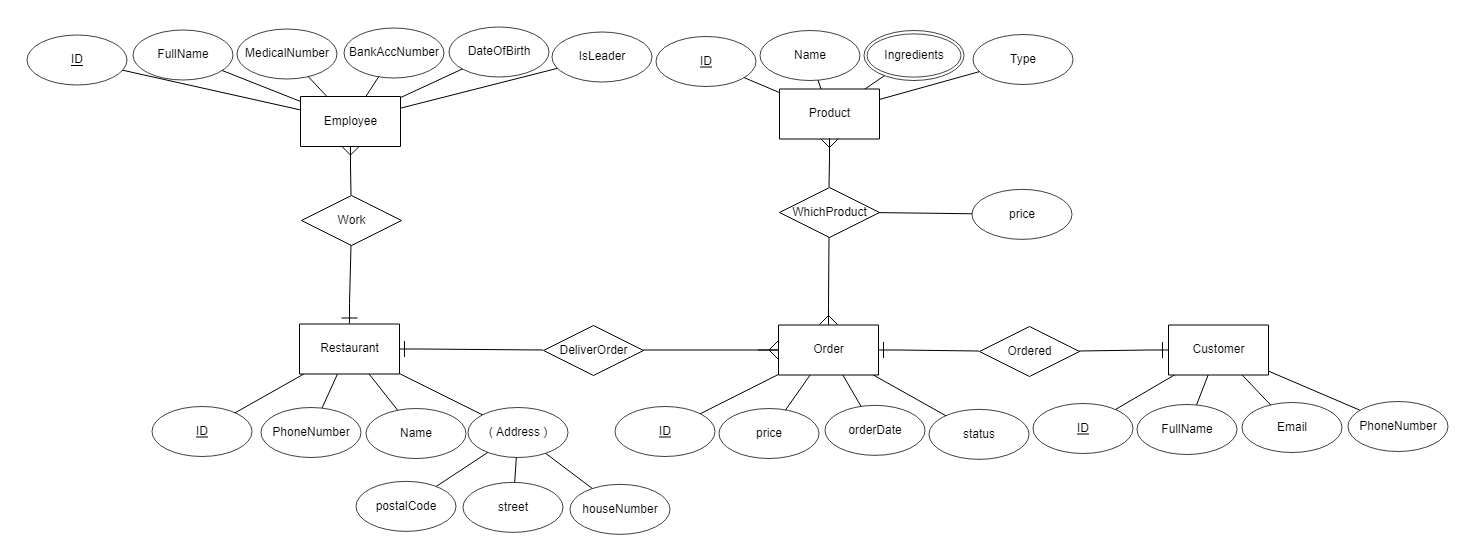 ID
FullName
MedicalNumber
BankAccNumber
DateOfBirth
IsLeader
ID
Name
Ingredients
Type
Employee
Product
Work
WhichProduct
price
Restaurant
DeliverOrder
Order
Ordered
Customer
ID
PhoneNumber
Name
( Address )
ID
price
orderDate
status
ID
FullName
Email
PhoneNumber
postalCode
street
houseNumber